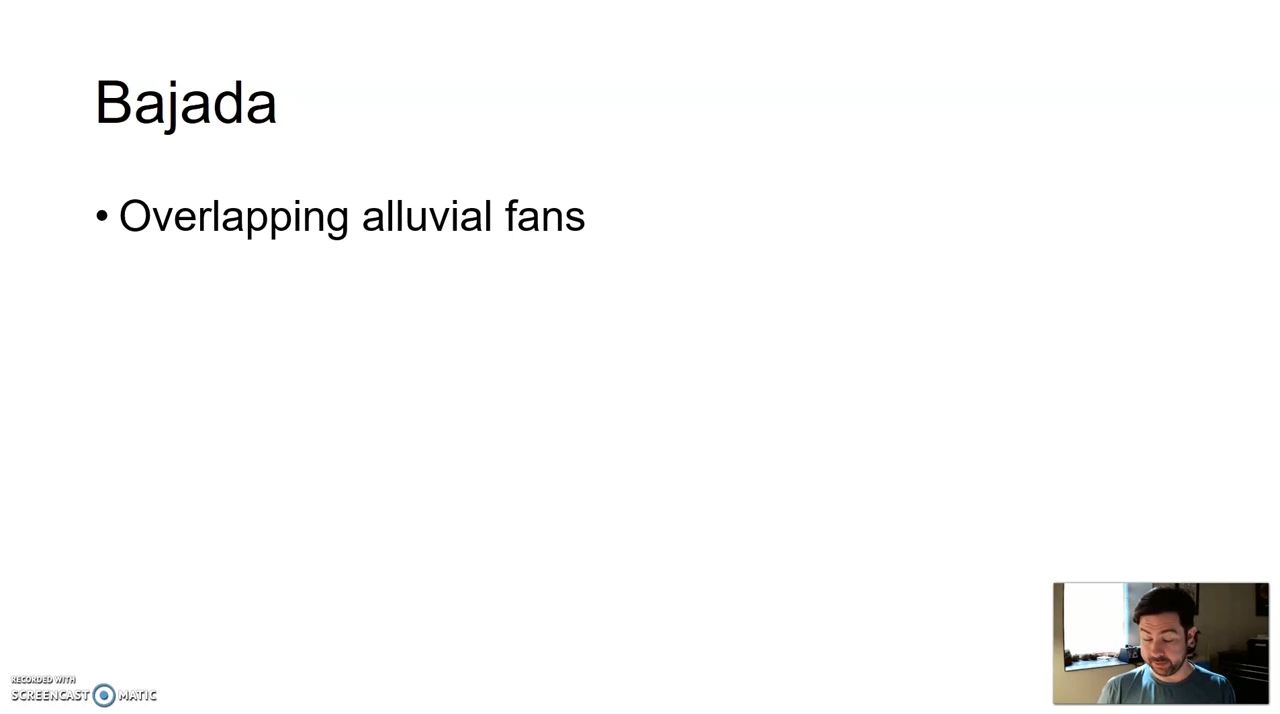 Bajada
• Overlapping alluvial fans
RECORDED WITH
SCREENCAST MATIC